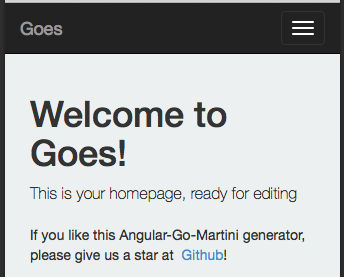 Goes
Welcome to
Goes!
This is your homepage, ready for editing
If you like this Angular-Go-Martini generator,
please give us a star at Github!